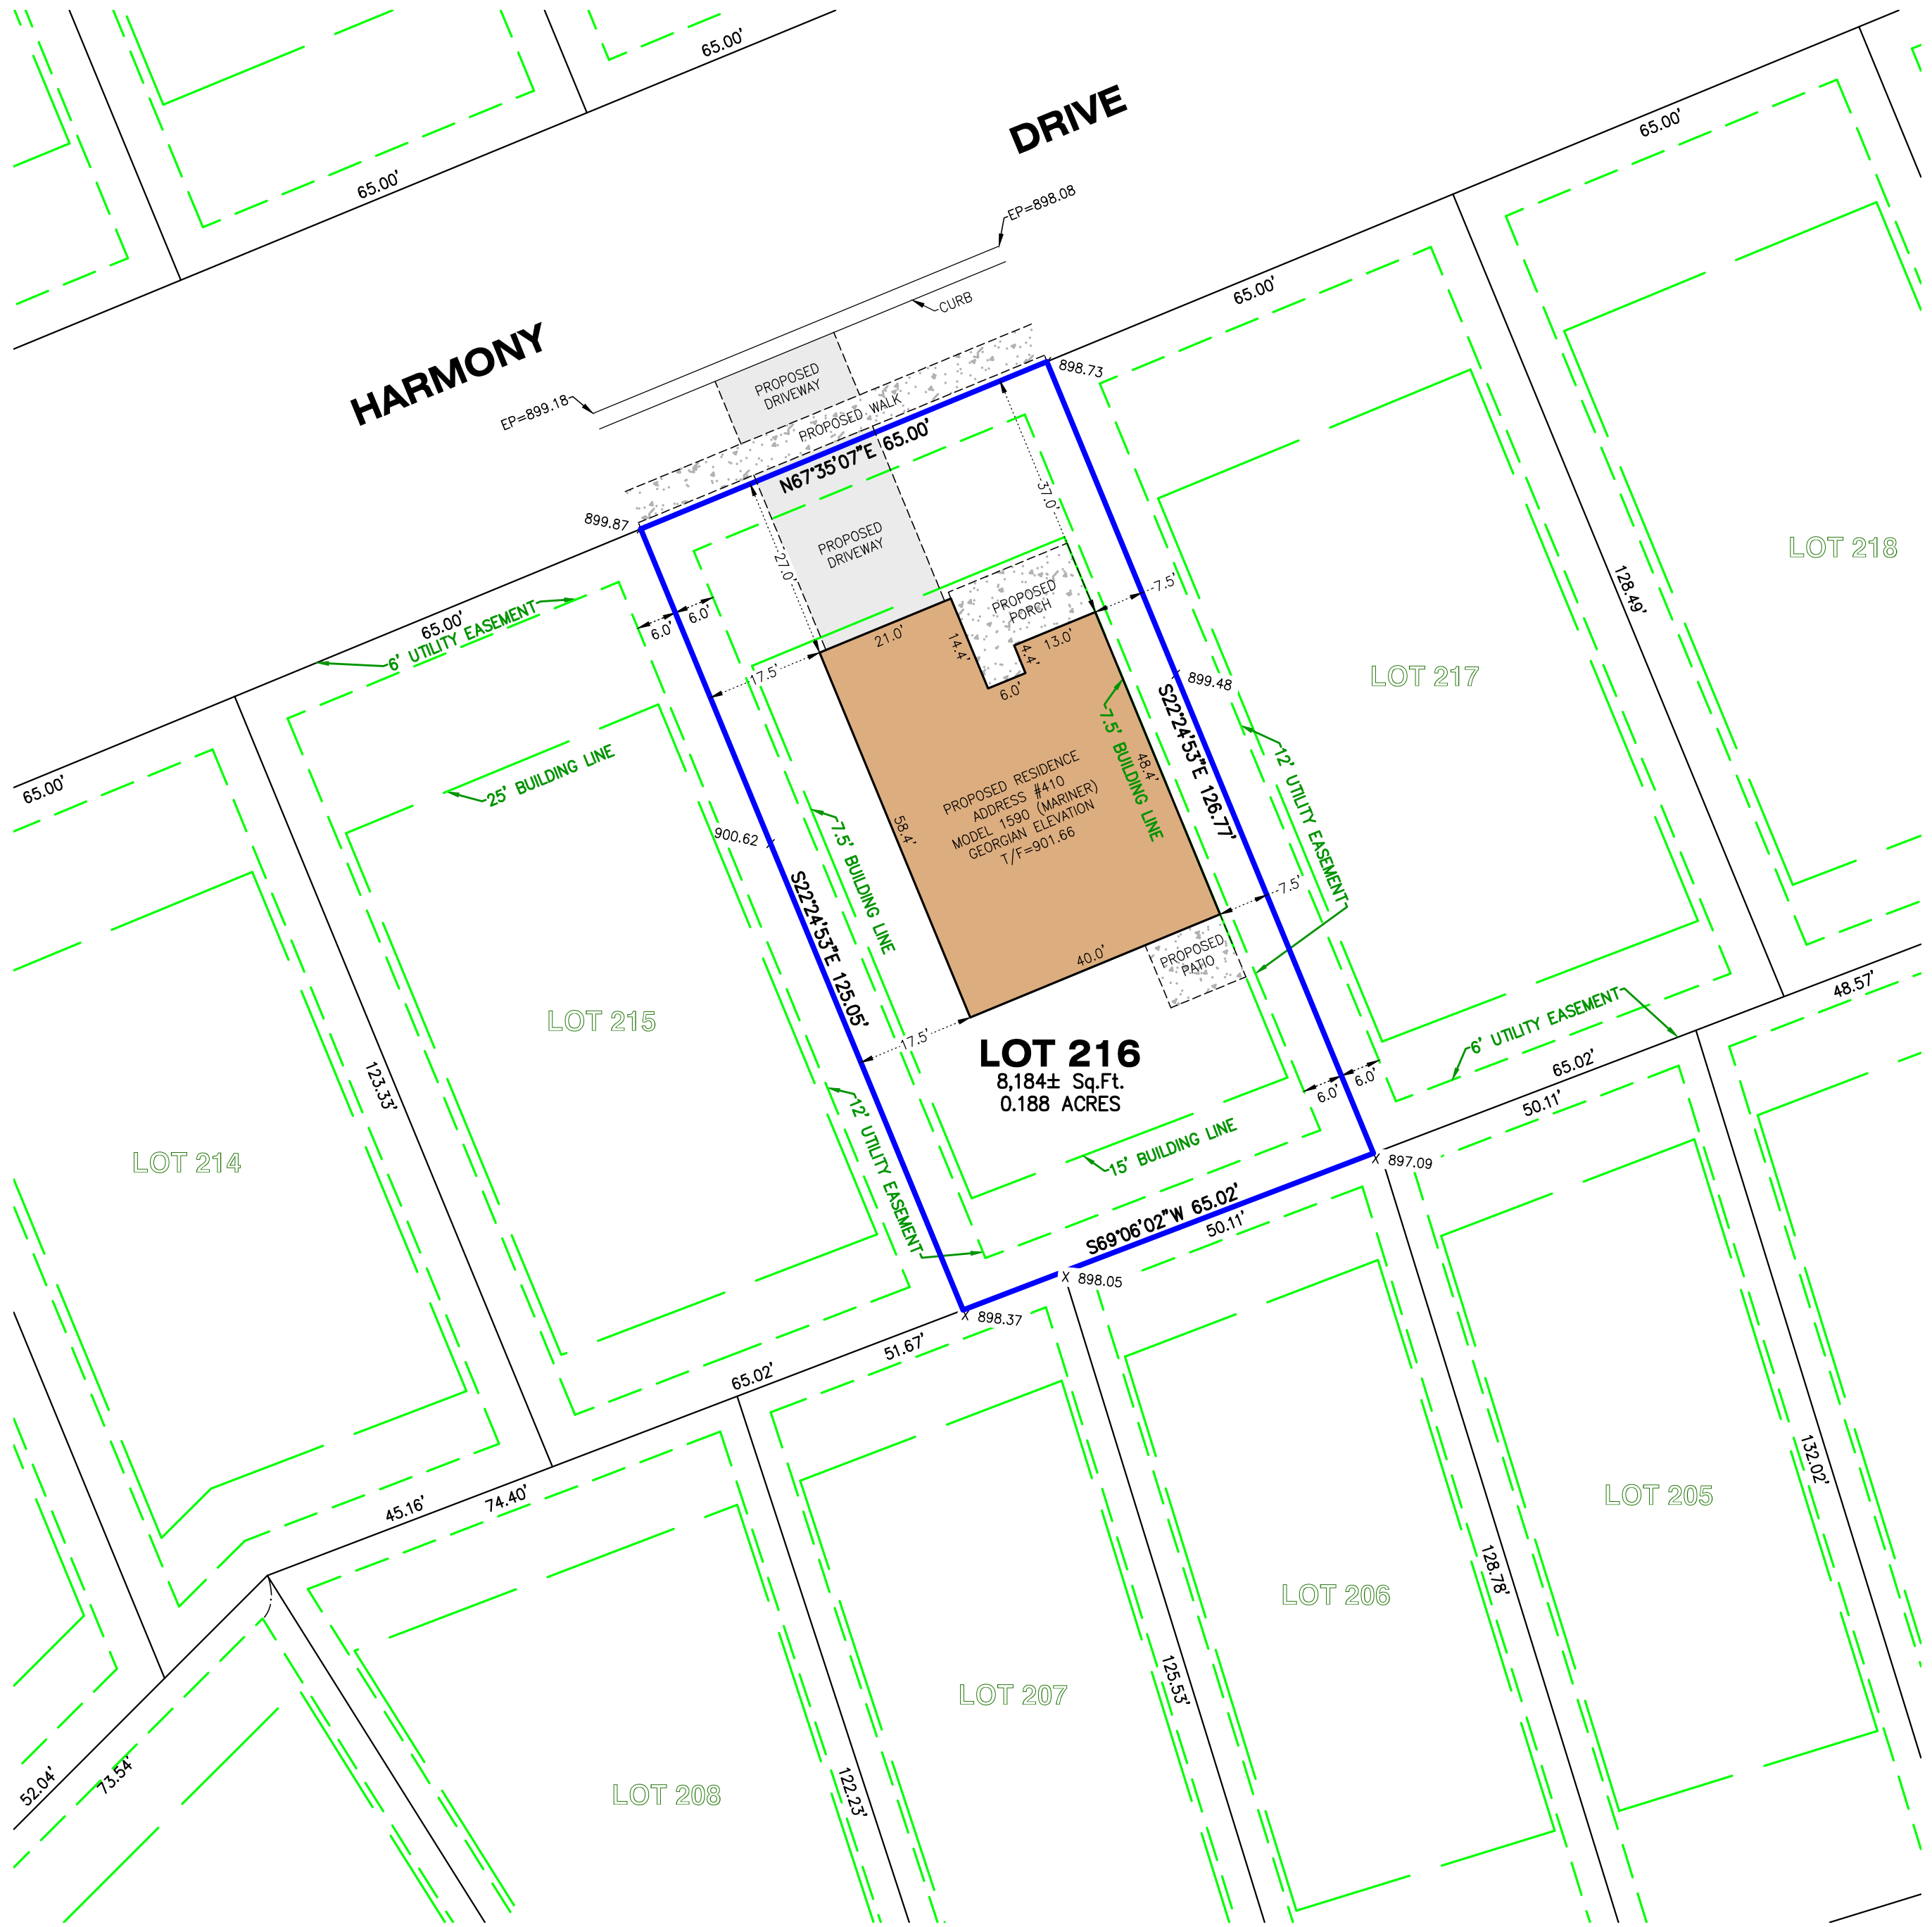 65.00'
65.00'
DRIVE
65.00'
EP=898.08
CURB
65.00'
HARMONY
EP=899.18
PROPOSED
DRIVEWAY
PROPOSED WALK
898.73
N67°35'07"E 65.00'
899.87
37.0'
PROPOSED
DRIVEWAY
27.0'
LOT 218
128.49'
7.5'
PROPOSED
PORCH
65.00'
6' UTILITY EASEMENT
6.0'
6.0'
21.0'
14.4'
4.4'
13.0'
6.0'
17.5'
LOT 217
899.48
S22°24'53"E 126.77'
7.5' BUILDING LINE
12' UTILITY EASEMENT
65.00'
25' BUILDING LINE
48.4'
PROPOSED RESIDENCE
ADDRESS #410
MODEL 1590 (MARINER)
GEORGIAN ELEVATION
T/F=901.66
58.4'
900.62
7.5' BUILDING LINE
S22°24'53"E 125.05'
7.5'
40.0'
PROPOSED
PATIO
LOT 215
17.5'
LOT 216
8,184± Sq.Ft.
0.188 ACRES
48.57'
6' UTILITY EASEMENT
65.02'
50.11'
6.0'
6.0'
123.33'
12' UTILITY EASEMENT
LOT 214
15' BUILDING LINE
X 897.09
S69°06'02"W 65.02'
50.11'
X 898.05
X 898.37
51.67'
65.02'
45.16'
74.40'
132.02'
LOT 205
128.78'
LOT 206
125.53'
LOT 207
122.23'
LOT 208
52.04'
73.54'